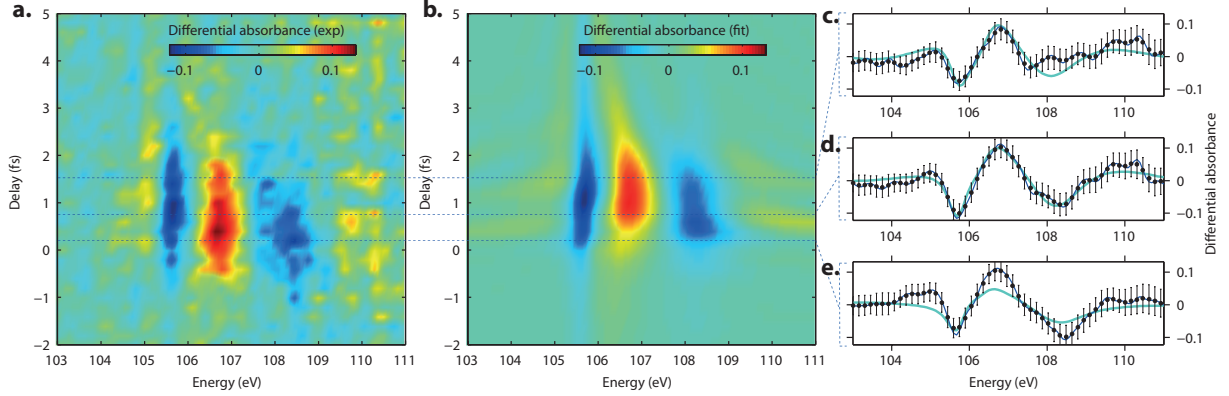 a.
Differential absorbance (exp)
−0.1 0 0.1
5
4
3
2
1
0
−1
−2
Delay (fs)
103 104 105 106 107 108 109 110 111
Energy (eV)
b.
Differential absorbance (fit)
−0.1 0 0.1
5
4
3
2
1
0
−1
−2
Delay (fs)
103 104 105 106 107 108 109 110 111
Energy (eV)
c.
0.1
0
−0.1
104 106 108 110
d.
0.1
0
−0.1
104 106 108 110
e.
0.1
0
−0.1
104 106 108 110
Energy (eV)
Differential absorbance